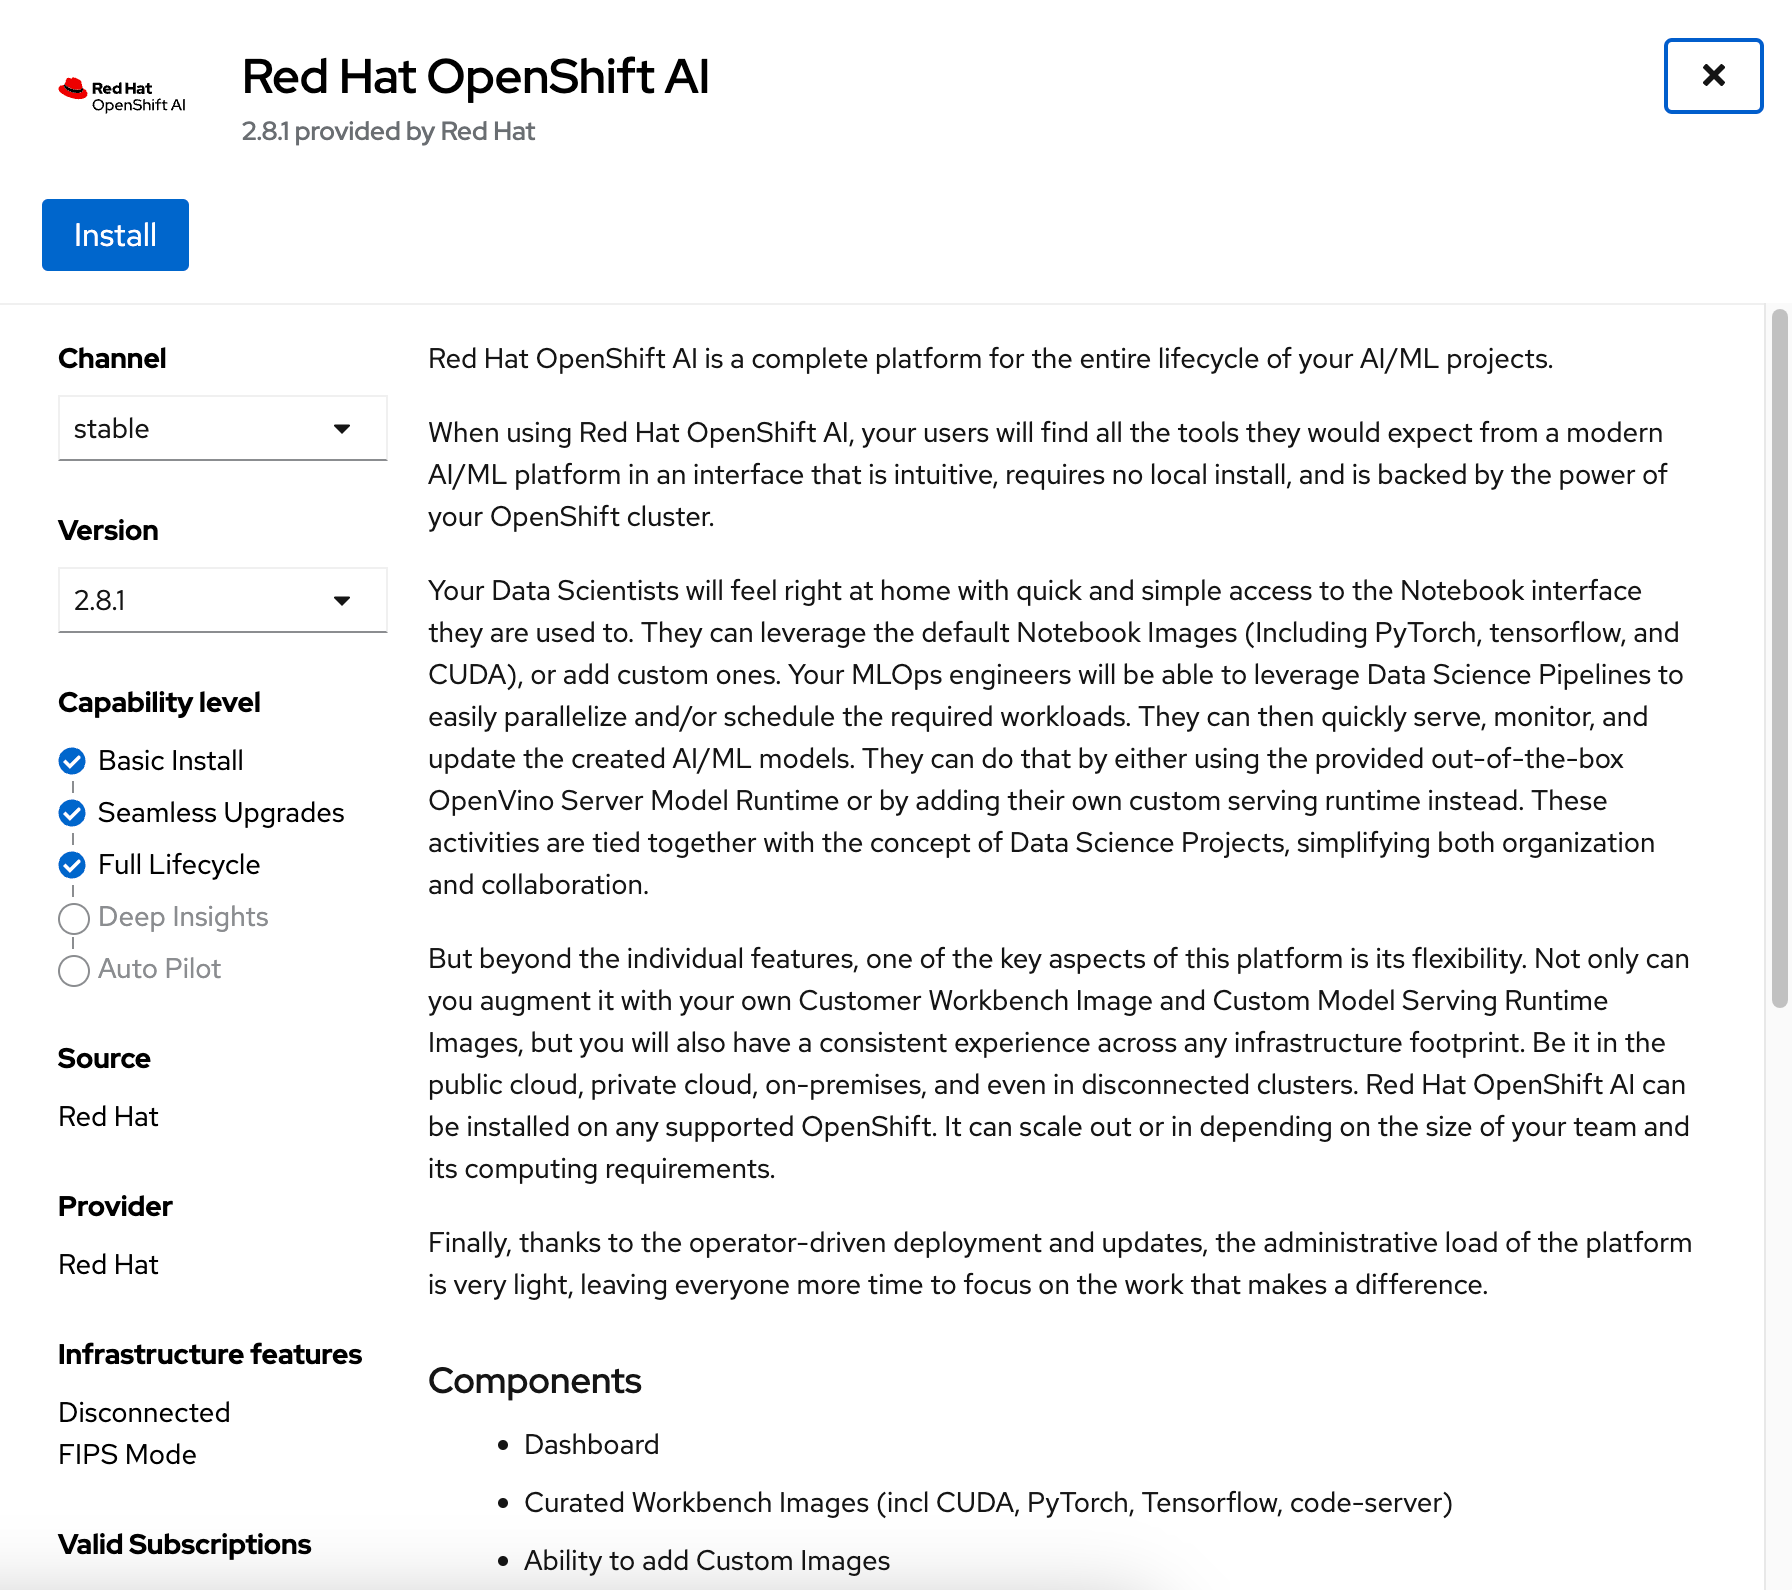 Red Hat
OpenShift AI
Red Hat OpenShift AI
2.8.1 provided by Red Hat
Install
Channel
stable
Version
2.8.1
Capability level
Basic Install
Seamless Upgrades
Full Lifecycle
Deep Insights
Auto Pilot
Source
Red Hat
Provider
Red Hat
Infrastructure features
Disconnected
FIPS Mode
Valid Subscriptions
Red Hat OpenShift AI is a complete platform for the entire lifecycle of your AI/ML projects.
When using Red Hat OpenShift AI, your users will find all the tools they would expect from a modern
AI/ML platform in an interface that is intuitive, requires no local install, and is backed by the power of
your OpenShift cluster.
Your Data Scientists will feel right at home with quick and simple access to the Notebook interface
they are used to. They can leverage the default Notebook Images (Including PyTorch, tensorflow, and
CUDA), or add custom ones. Your MLOps engineers will be able to leverage Data Science Pipelines to
easily parallelize and/or schedule the required workloads. They can then quickly serve, monitor, and
update the created AI/ML models. They can do that by either using the provided out-of-the-box
OpenVino Server Model Runtime or by adding their own custom serving runtime instead. These
activities are tied together with the concept of Data Science Projects, simplifying both organization
and collaboration.
But beyond the individual features, one of the key aspects of this platform is its flexibility. Not only can
you augment it with your own Customer Workbench Image and Custom Model Serving Runtime
Images, but you will also have a consistent experience across any infrastructure footprint. Be it in the
public cloud, private cloud, on-premises, and even in disconnected clusters. Red Hat OpenShift AI can
be installed on any supported OpenShift. It can scale out or in depending on the size of your team and
its computing requirements.
Finally, thanks to the operator-driven deployment and updates, the administrative load of the platform
is very light, leaving everyone more time to focus on the work that makes a difference.
Components
• Dashboard
• Curated Workbench Images (incl CUDA, PyTorch, Tensorflow, code-server)
• Ability to add Custom Images